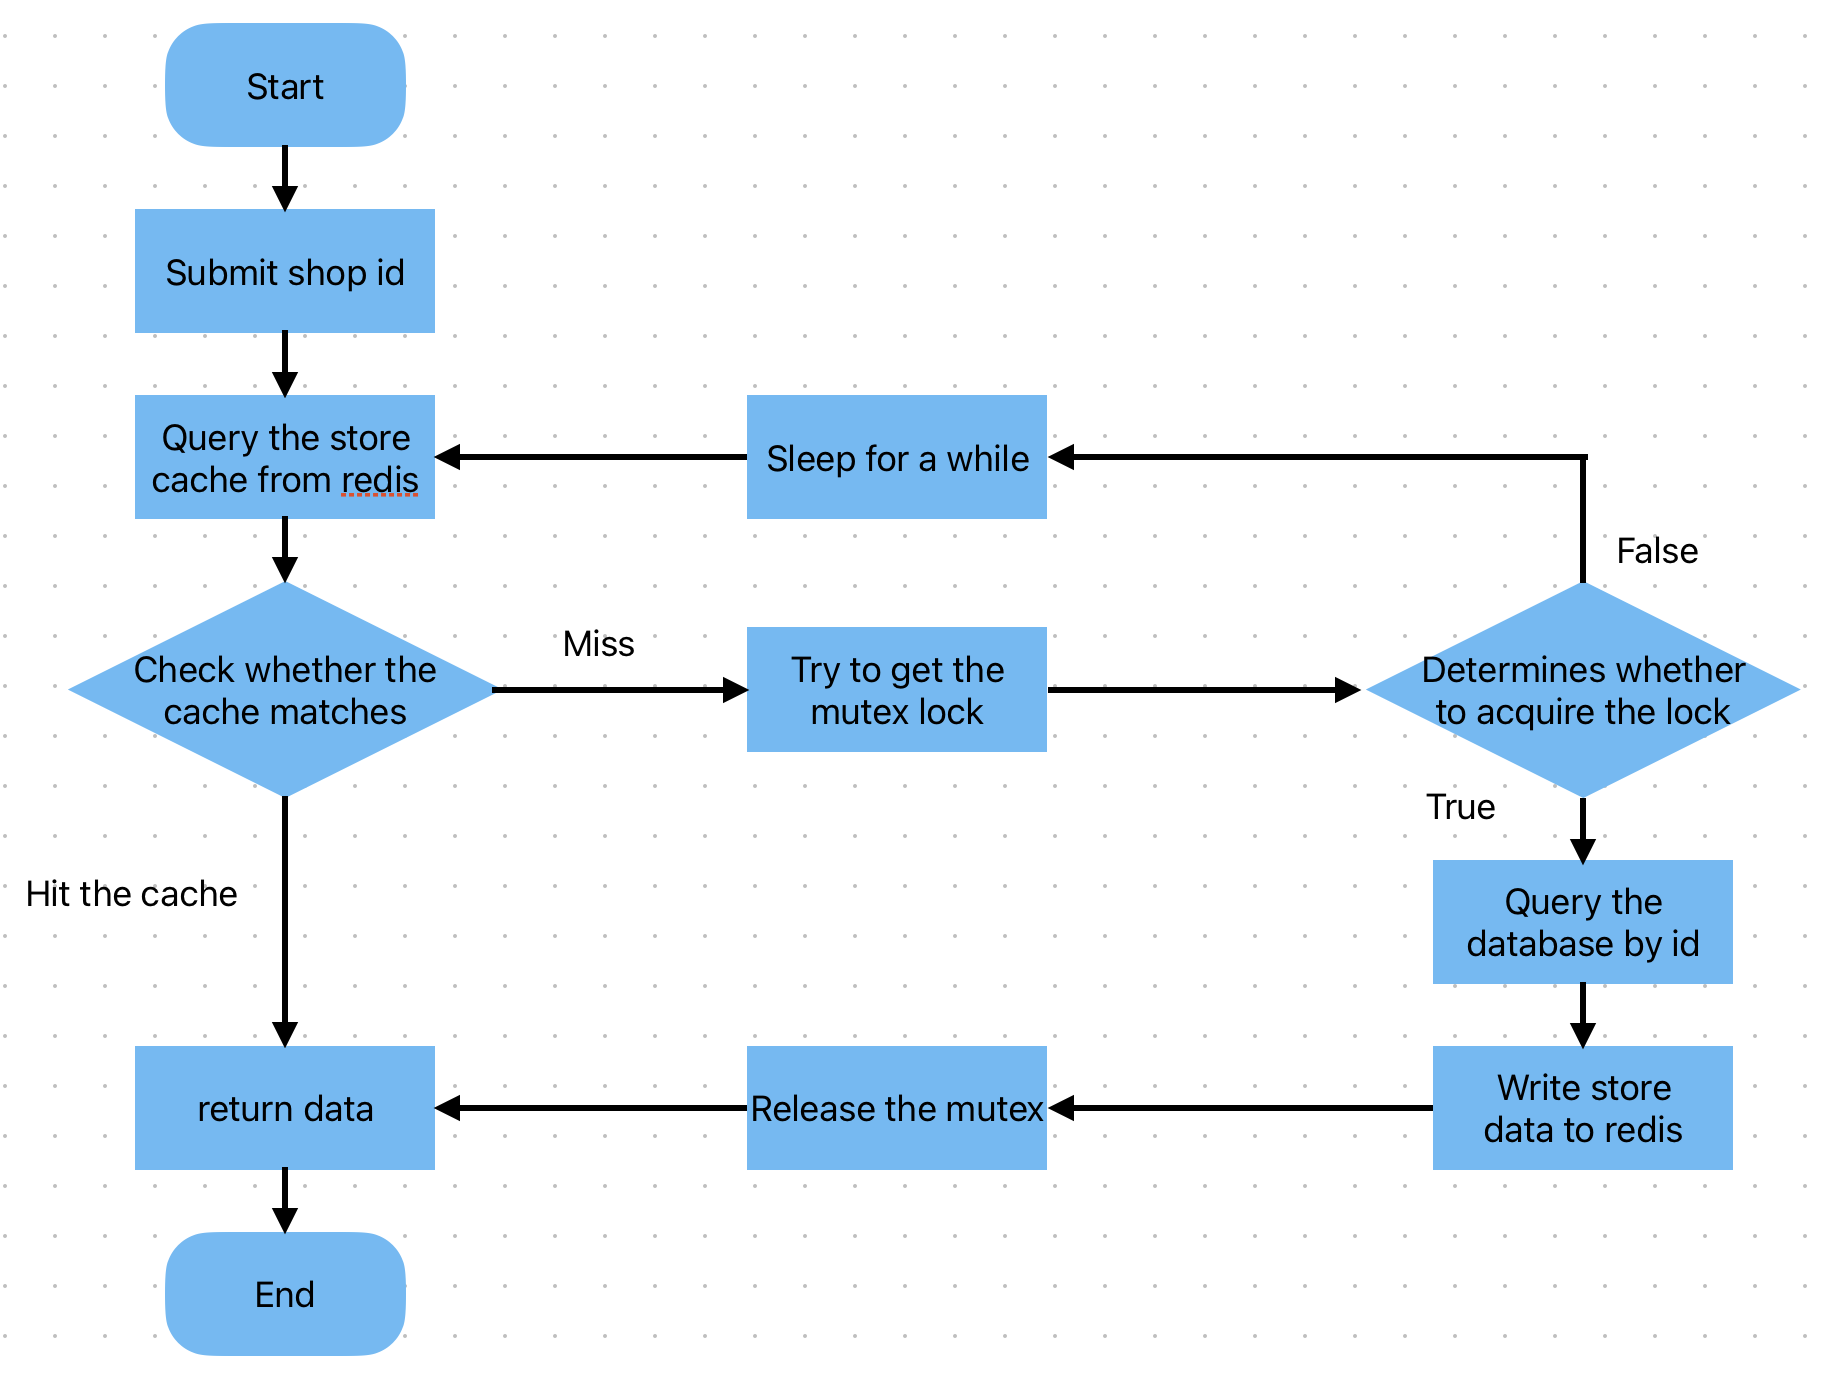 Start
Submit shop id
Query the store
cache from redis
Sleep for a while
False
Check whether the
cache matches
Miss
Try to get the
mutex lock
Determines whether
to acquire the lock
True
Hit the cache
Query the
database by id
return data
Release the mutex
Write store
data to redis
End